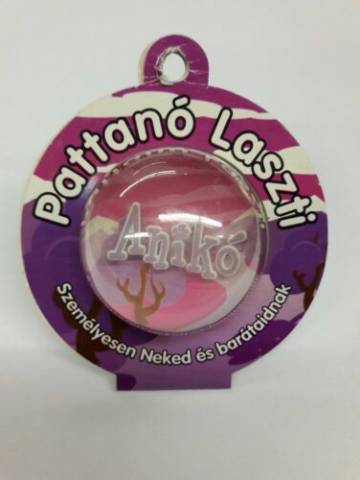 Pattanó Laszti
Anikó
Személyesen Neked és barátaidnak